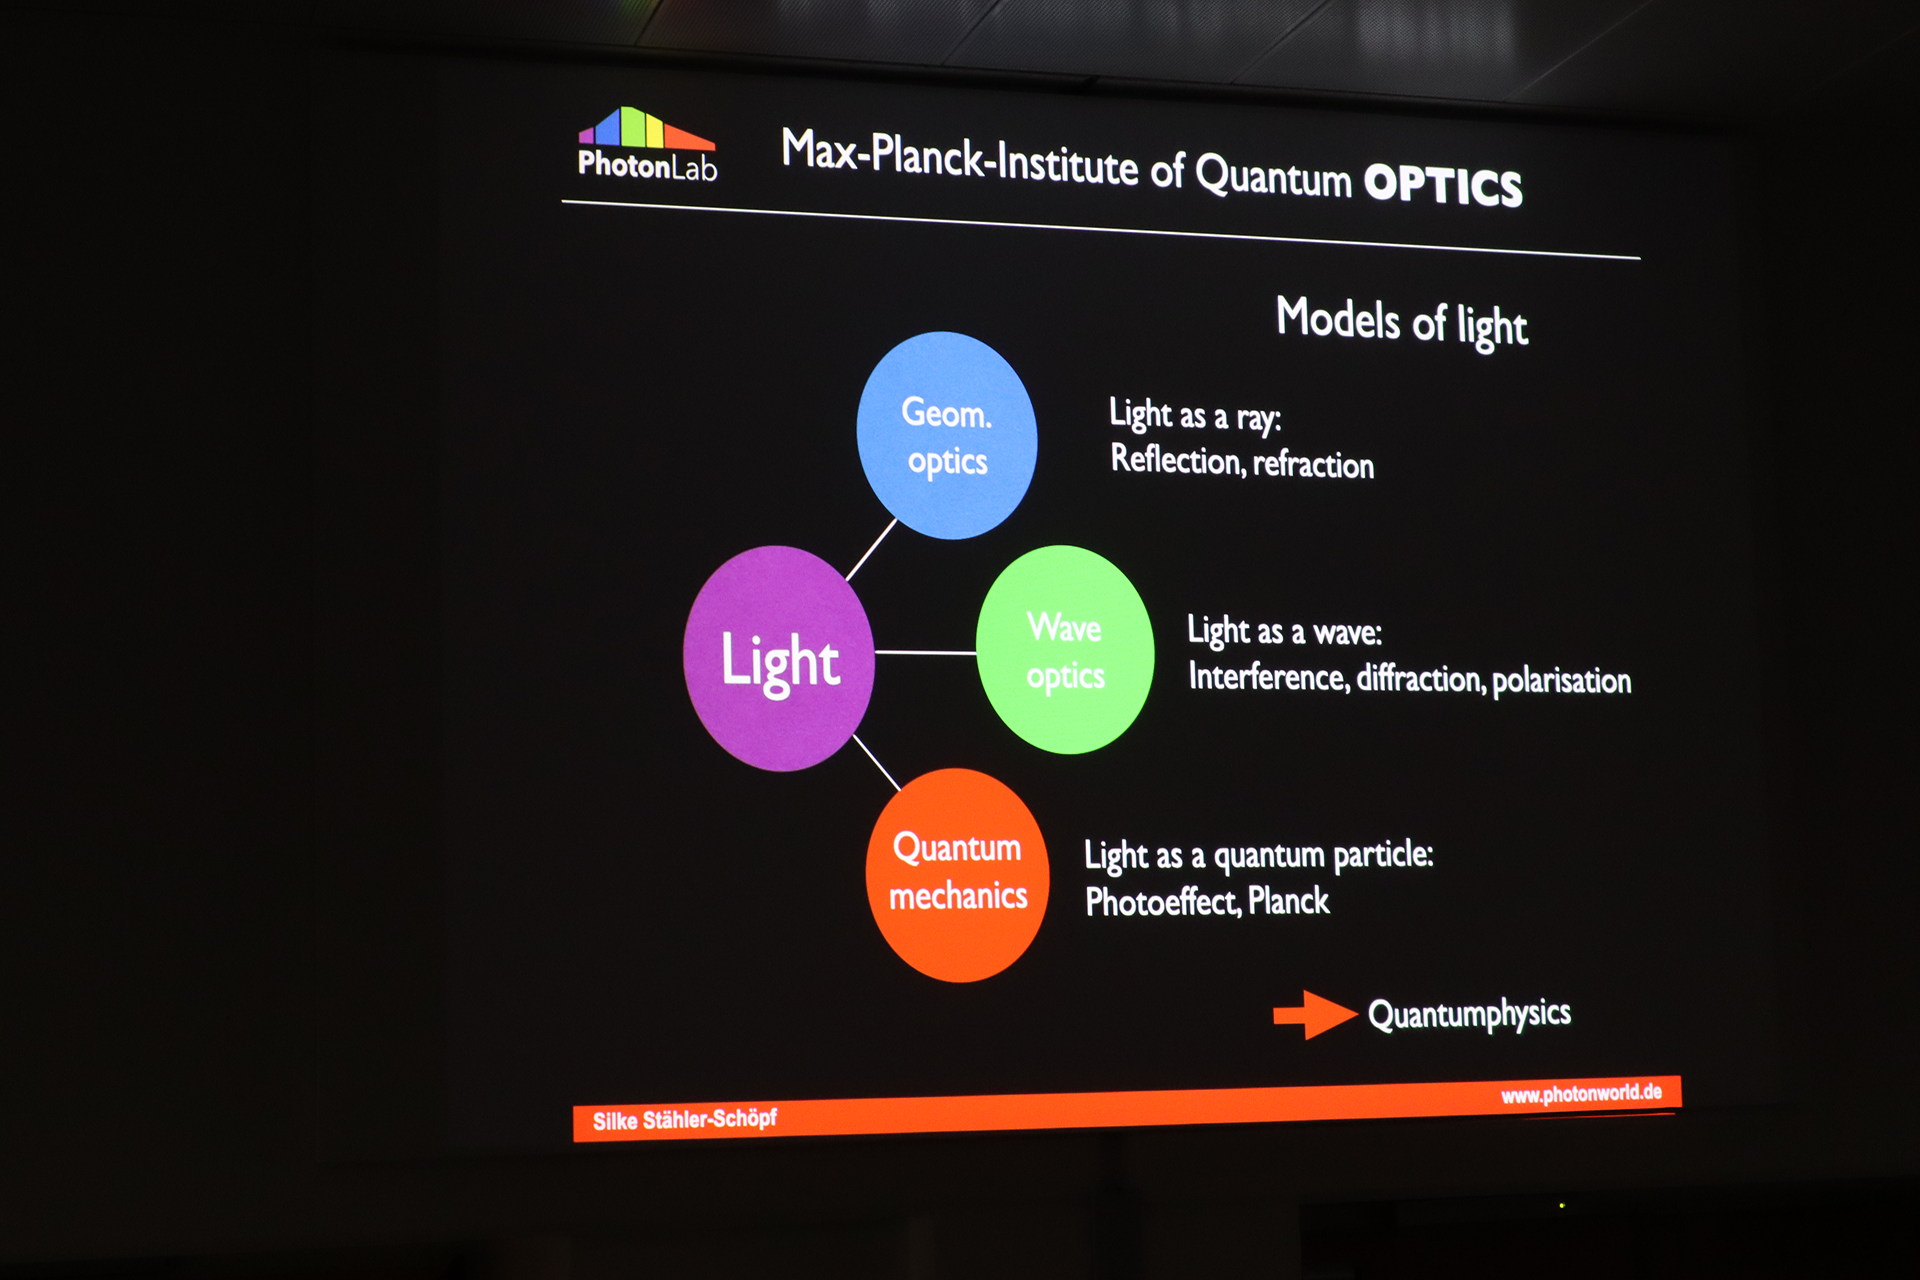 PhotonLab
Max-Planck-Institute of Quantum OPTICS
Models of light
Geom.
optics
Light as a ray:
Reflection, refraction
Light
Wave
optics
Light as a wave:
Interference, diffraction, polarisation
Quantum
mechanics
Light as a quantum particle:
Photoeffect, Planck
Quantumphysics
Silke Stähler-Schöpf
www.photonworld.de